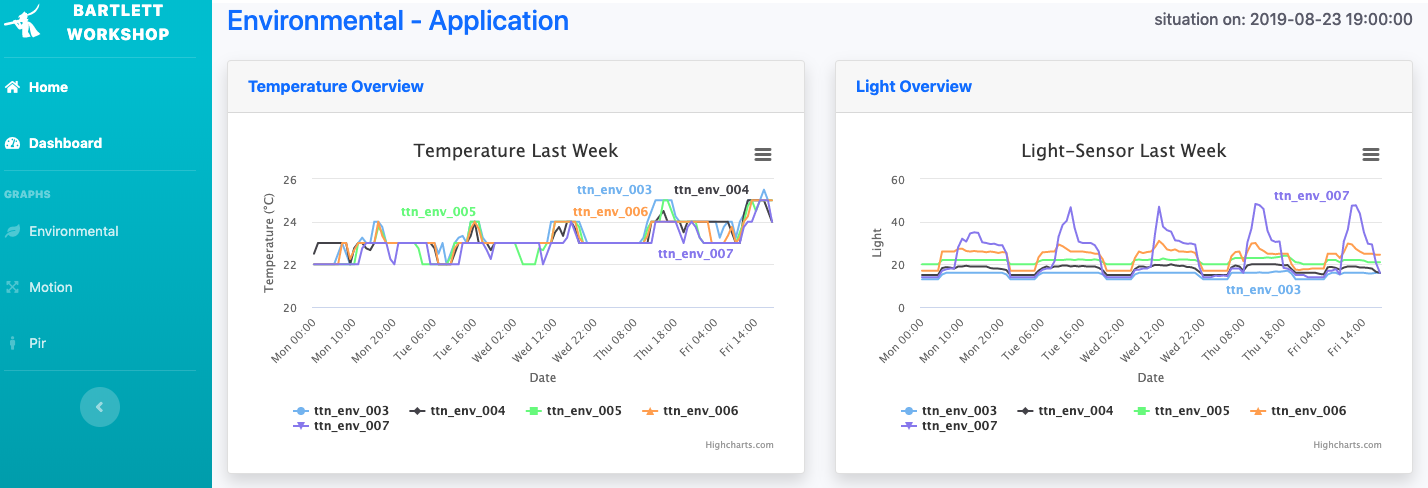 BARTLETT
WORKSHOP
Home
Dashboard
GRAPHS
Environmental
Motion
Pir
Environmental - Application
situation on: 2019-08-23 19:00:00
Temperature Overview
Temperature Last Week
Temperature (°C)
26
24
22
20
ttn_env_003
ttn_env_004
ttn_env_005
ttn_env_006
ttn_env_007
Mon 00:00
Mon 10:00
Mon 20:00
Tue 06:00
Tue 16:00
Wed 02:00
Wed 12:00
Wed 22:00
Thu 08:00
Thu 18:00
Fri 04:00
Fri 14:00
Date
ttn_env_003 ttn_env_004 ttn_env_005 ttn_env_006
ttn_env_007
Highcharts.com
Light Overview
Light-Sensor Last Week
Light
60
40
20
0
ttn_env_007
ttn_env_003
Mon 00:00
Mon 10:00
Mon 20:00
Tue 06:00
Tue 16:00
Wed 02:00
Wed 12:00
Wed 22:00
Thu 08:00
Thu 18:00
Fri 04:00
Fri 14:00
Date
ttn_env_003 ttn_env_004 ttn_env_005 ttn_env_006
ttn_env_007
Highcharts.com